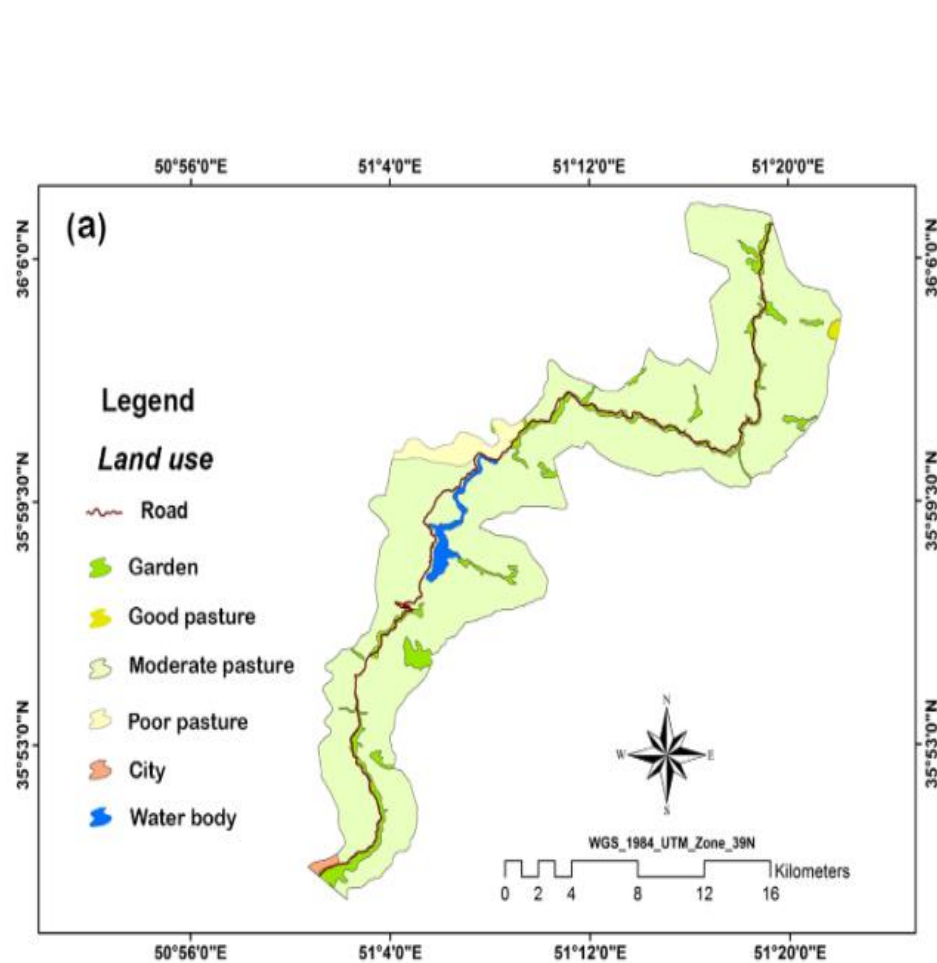 50°56'0"E 51°4'0"E 51°12'0"E 51°20'0"E
(a)
36°6'0"N
36°6'0"N
Legend
Land use
35°59'30"N
35°59'30"N
Road
Garden
Good pasture
Moderate pasture
Poor pasture
35°53'0"N
35°53'0"N
N
W E
S
City
Water body
WGS_1984_UTM_Zone_39N
Kilometers
0 2 4 8 12 16
50°56'0"E 51°4'0"E 51°12'0"E 51°20'0"E